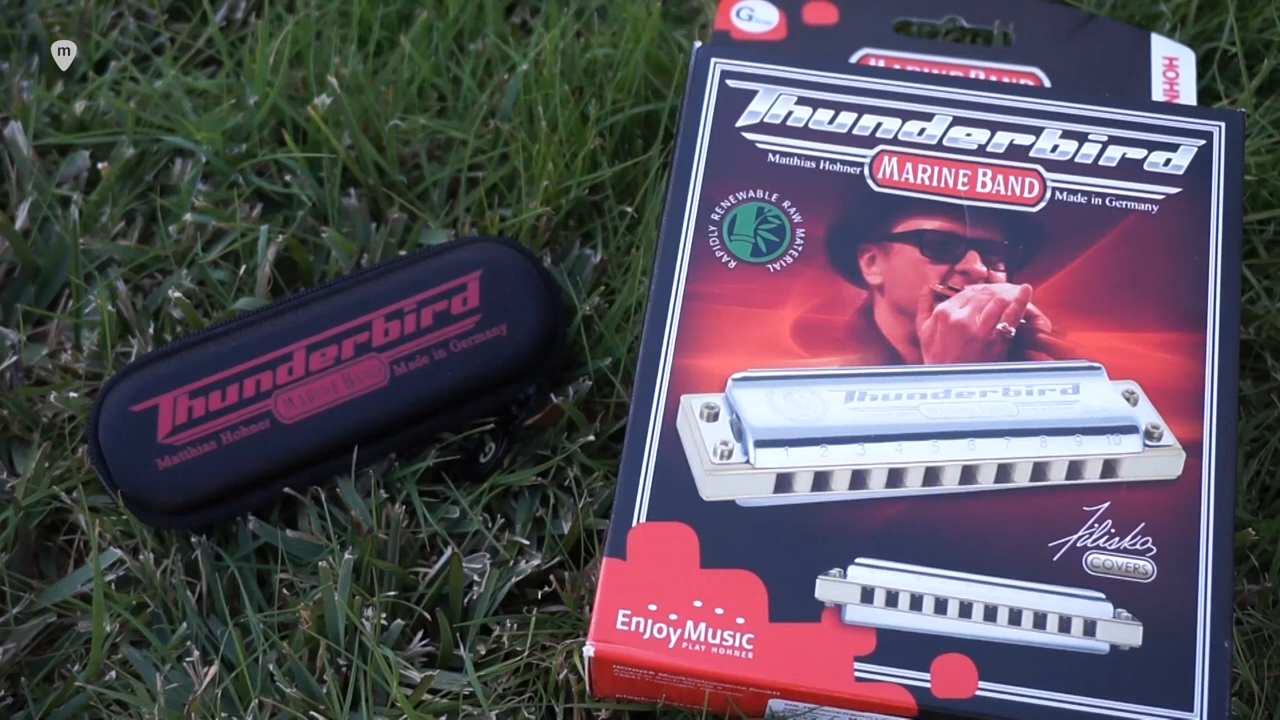 m
G
MARINE BAND
HOHN
Thunderbird
Matthias Hohner MARINE BAND Made in Germany
RAPIDLY RENEWABLE RAW MATERIAL
Thunderbird
1 2 3 4 5 6 7 8 9 10
Filisko
COVERS
EnjoyMusic
PLAY HOHNER
Thunderbird
Matthias Hohner MARINE BAND Made in Germany